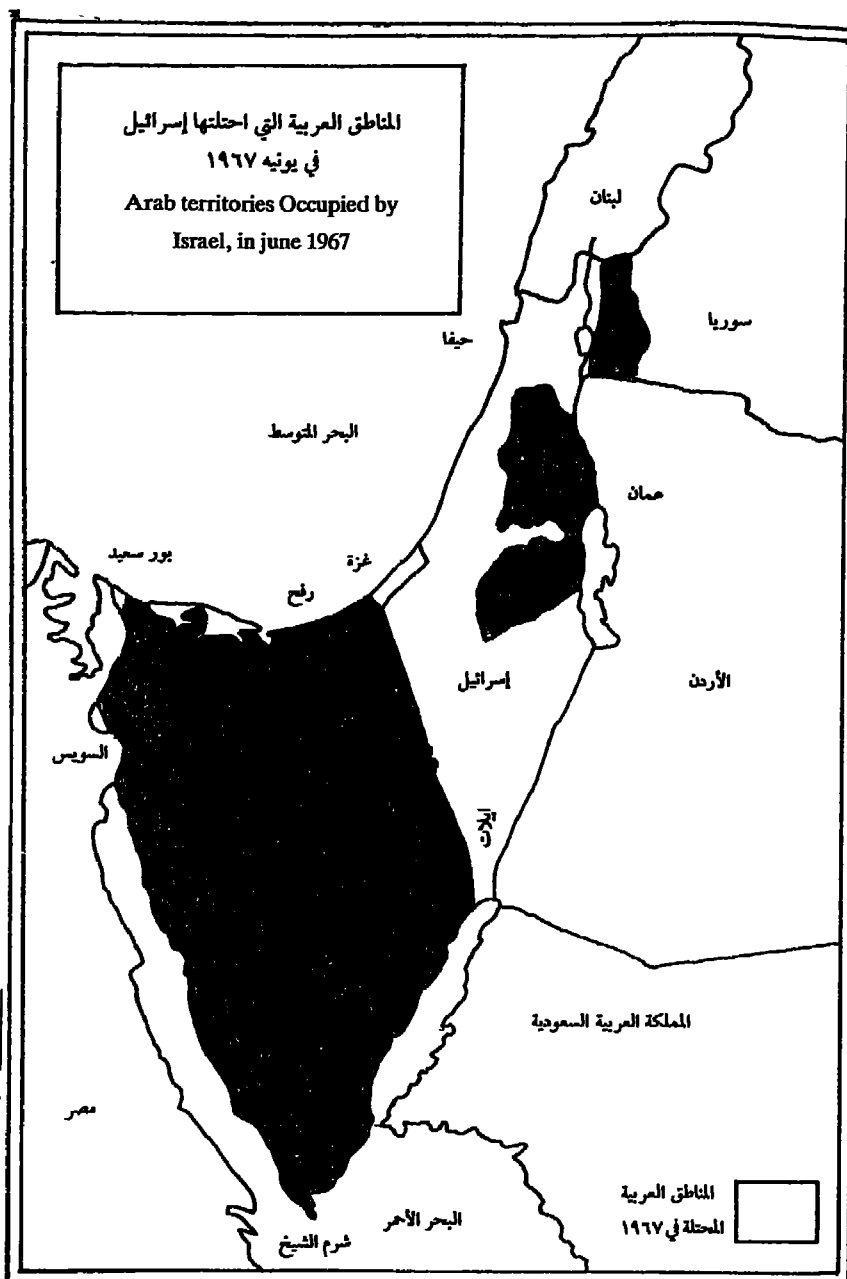 المناطق العربية التي احتلتها إسرائيل
في يونيه ١٩٦٧
Arab territories Occupied by
Israel, in june 1967
لبنان
سوريا
حيفا
البحر المتوسط
عمان
غزة
بور سعيد
رفح
إسرائيل
الأردن
السويس
ايلات
المملكة العربية السعودية
مصر
المناطق العربية
المحتلة في ١٩٦٧
البحر الأحمر
شرم الشيخ